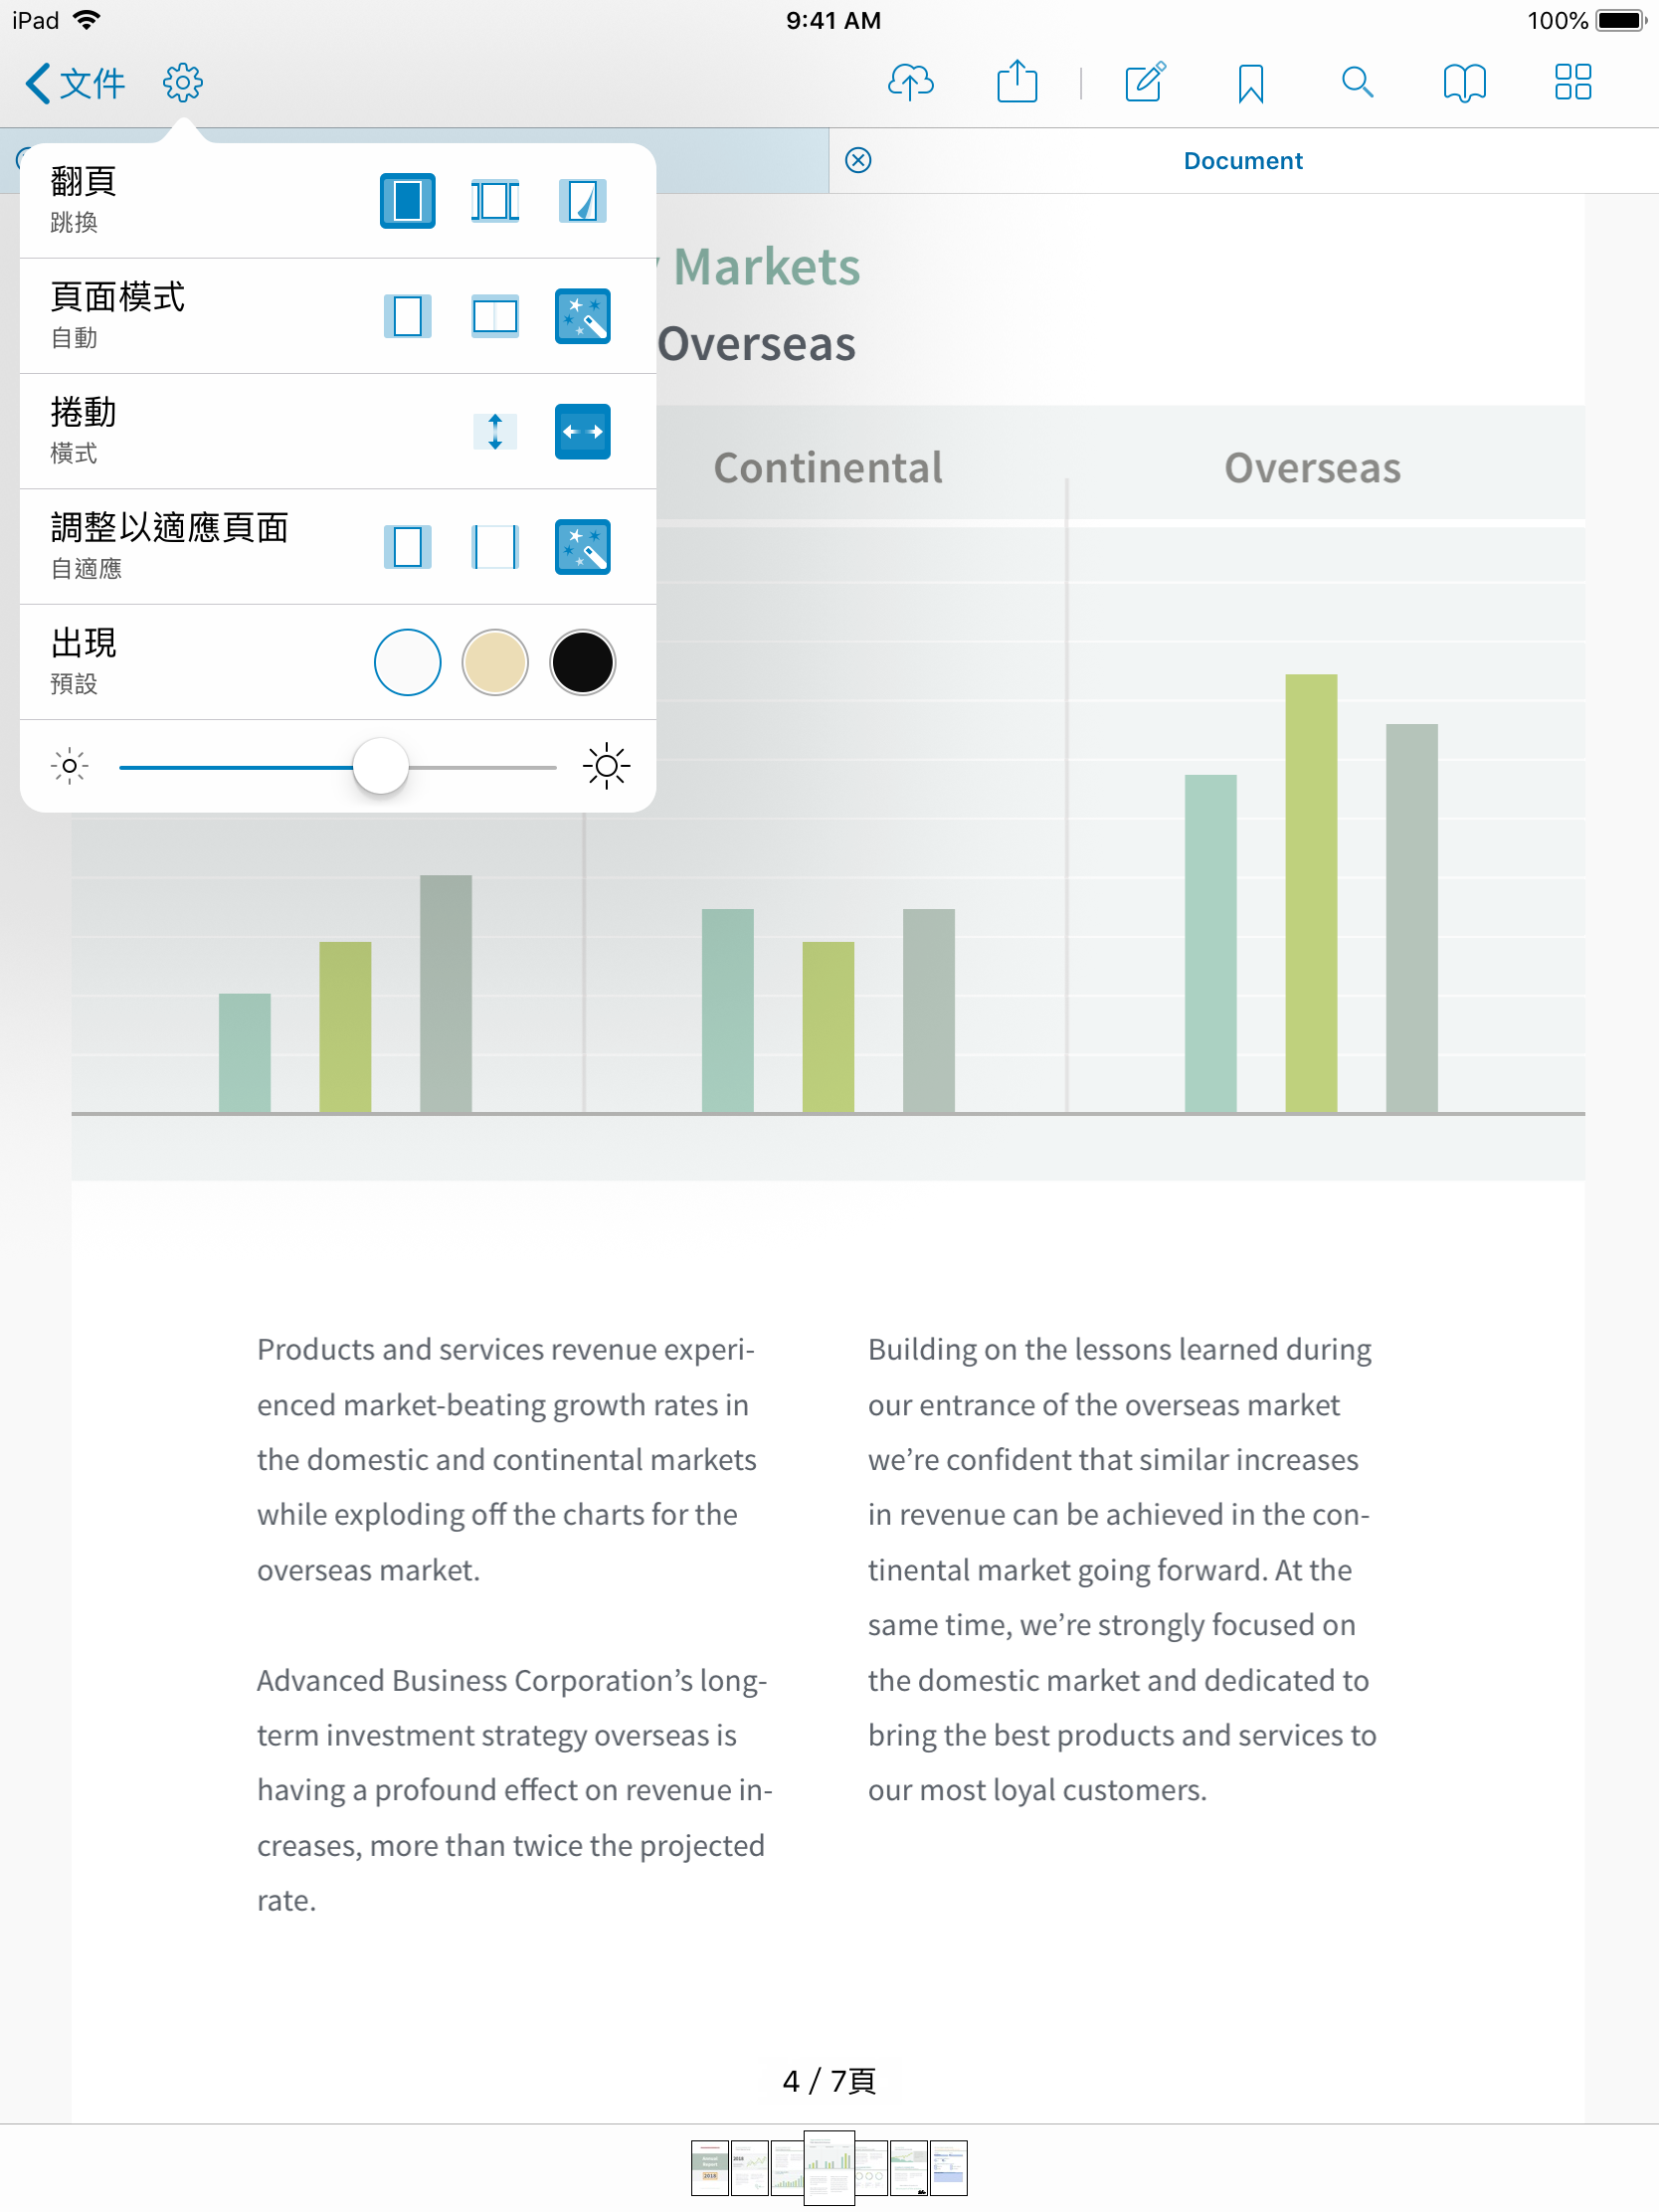 iPad
9:41 AM
100%
文件
Document
翻頁
跳換
頁面模式
自動
捲動
橫式
調整以適應頁面
自適應
出現
預設
Markets
Overseas
Continental
Overseas
Products and services revenue experi-
enced market-beating growth rates in
the domestic and continental markets
while exploding off the charts for the
overseas market.
Advanced Business Corporation’s long-
term investment strategy overseas is
having a profound effect on revenue in-
creases, more than twice the projected
rate.
Building on the lessons learned during
our entrance of the overseas market
we’re confident that similar increases
in revenue can be achieved in the con-
tinental market going forward. At the
same time, we’re strongly focused on
the domestic market and dedicated to
bring the best products and services to
our most loyal customers.
4 / 7頁